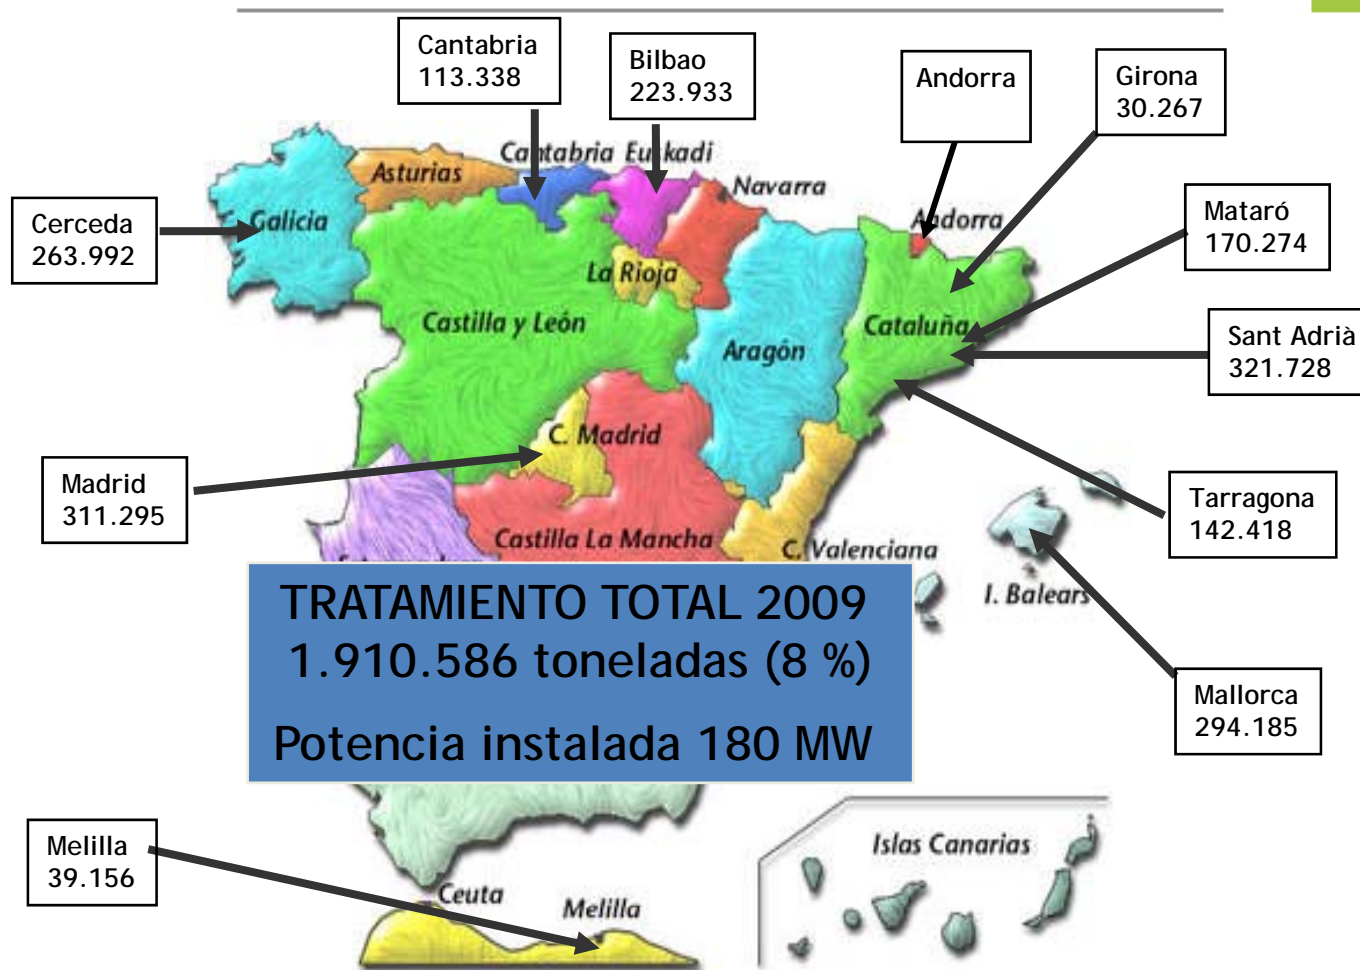 Cantabria
113.338
Bilbao
223.933
Andorra
Girona
30.267
Cantabria
Euskadi
Asturias
Navarra
Cerceda
263.992
Galicia
Andorra
Mataró
170.274
La Rioja
Castilla y León
Aragón
Cataluña
Sant Adrià
321.728
C. Madrid
Madrid
311.295
Tarragona
142.418
Castilla La Mancha
C. Valenciana
I. Balears
TRATAMIENTO TOTAL 2009
1.910.586 toneladas (8 %)
Potencia instalada 180 MW
Mallorca
294.185
Melilla
39.156
Islas Canarias
Ceuta
Melilla